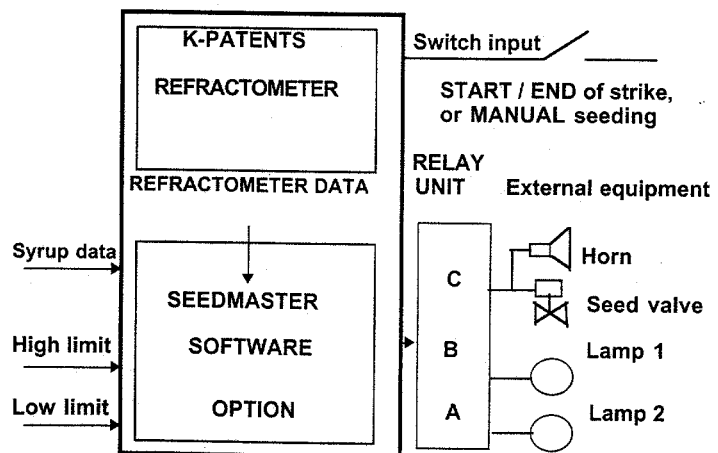 K-PATENTS
REFRACTOMETER
REFRACTOMETER DATA
Syrup data
High limit
Low limit
SEEDMASTER
SOFTWARE
OPTION
Switch input
START / END of strike,
or MANUAL seeding
RELAY
UNIT
External equipment
C
B
A
Horn
Seed valve
Lamp 1
Lamp 2